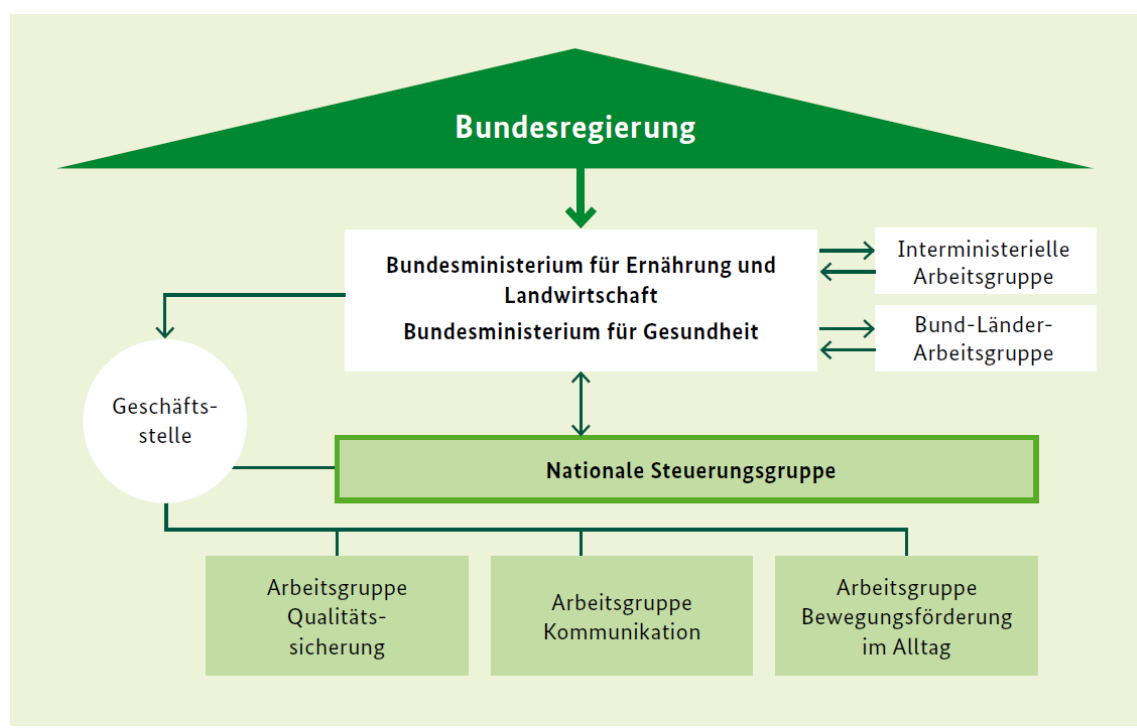 Bundesregierung
Bundesministerium für Ernährung und
Landwirtschaft
Bundesministerium für Gesundheit
Interministerielle
Arbeitsgruppe
Bund-Länder-
Arbeitsgruppe
Geschäfts-
stelle
Nationale Steuerungsgruppe
Arbeitsgruppe
Qualitäts-
sicherung
Arbeitsgruppe
Kommunikation
Arbeitsgruppe
Bewegungsförderung
im Alltag